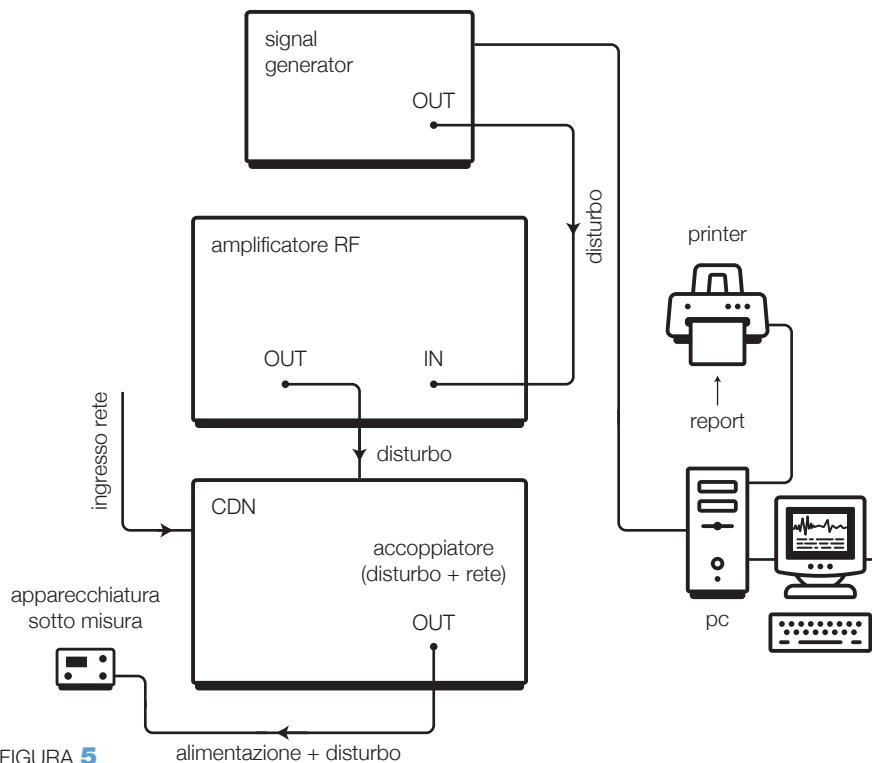 signal
generator
OUT
disturbo
amplificatore RF
OUT
IN
printer
report
ingresso rete
disturbo
CDN
accoppiatore
(disturbo + rete)
OUT
pc
apparecchiatura
sotto misura
alimentazione + disturbo
FIGURA 5